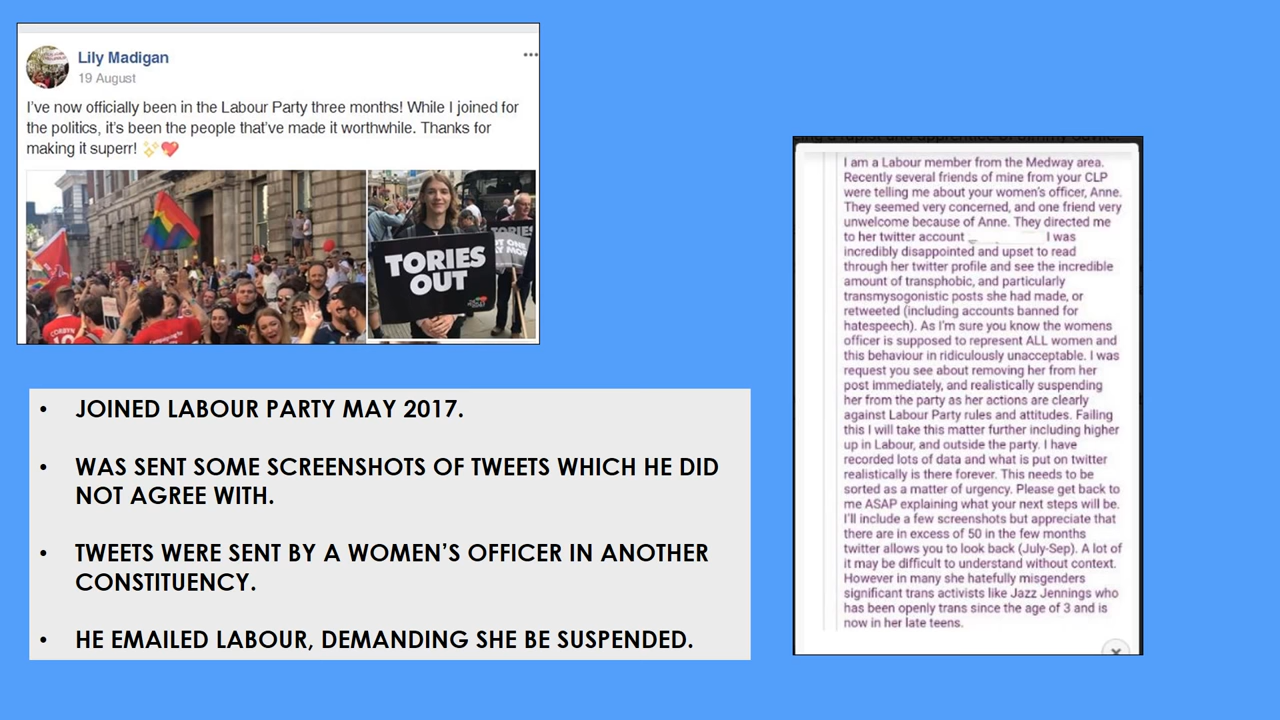 Lily Madigan
19 August
I've now officially been in the Labour Party three months! While I joined for
the politics, it's been the people that've made it worthwhile. Thanks for
making it superr! ✨💖
TORIES
OUT
TORIES
CORBYN
• JOINED LABOUR PARTY MAY 2017.
• WAS SENT SOME SCREENSHOTS OF TWEETS WHICH HE DID
NOT AGREE WITH.
• TWEETS WERE SENT BY A WOMEN'S OFFICER IN ANOTHER
CONSTITUENCY.
• HE EMAILED LABOUR, DEMANDING SHE BE SUSPENDED.
I am a Labour member from the Medway area.
Recently several friends of mine from your CLP
were telling me about your women's officer, Anne.
They seemed very concerned, and one friend very
unwelcome because of Anne. They directed me
to her twitter account I was
incredibly disappointed and upset to read
through her twitter profile and see the incredible
amount of transphobic, and particularly
transmysogonistic posts she had made, or
retweeted (including accounts banned for
hatespeech). As I'm sure you know the womens
officer is supposed to represent ALL women and
this behaviour in ridiculously unacceptable. I was
request you see about removing her from her
post immediately, and realistically suspending
her from the party as her actions are clearly
against Labour Party rules and attitudes. Failing
this I will take this matter further including higher
up in Labour, and outside the party. I have
recorded lots of data and what is put on twitter
realistically is there forever. This needs to be
sorted as a matter of urgency. Please get back to
me ASAP explaining what your next steps will be.
I'll include a few screenshots but appreciate that
there are in excess of 50 in the few months
twitter allows you to look back (July-Sep). A lot of
it may be difficult to understand without context.
However in many she hatefully misgenders
significant trans activists like Jazz Jennings who
has been openly trans since the age of 3 and is
now in her late teens.